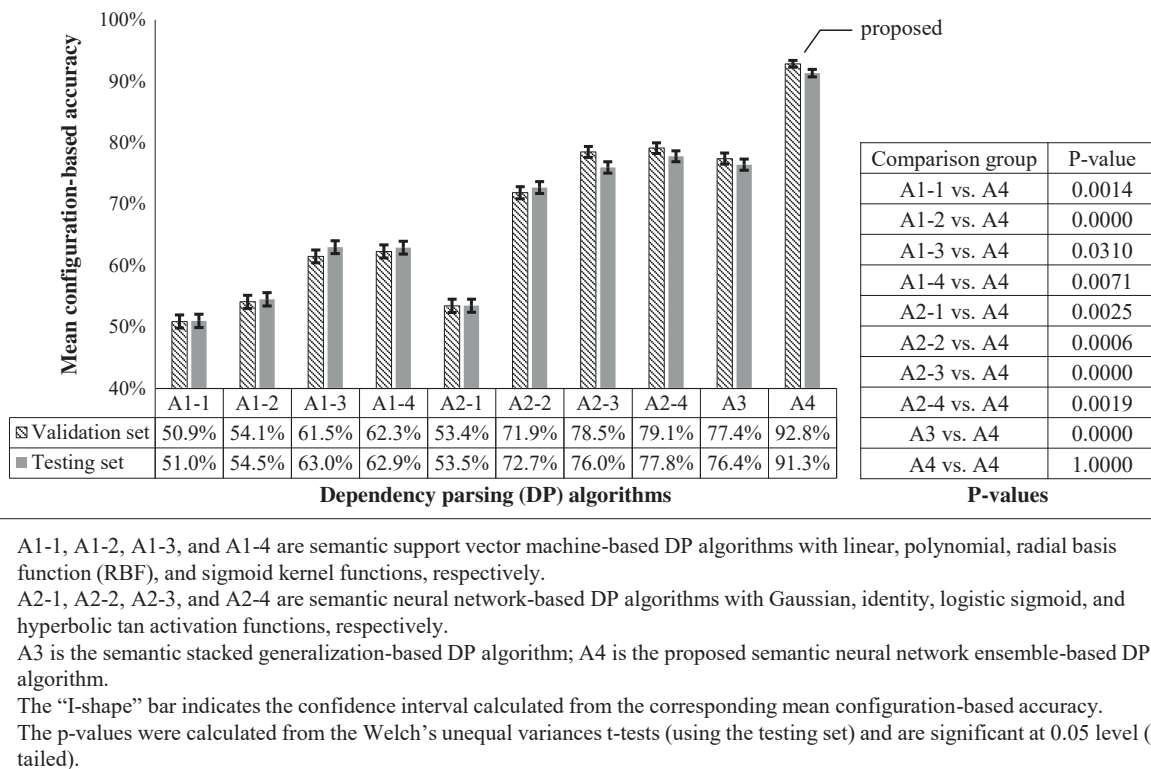 100%
90%
80%
70%
60%
50%
40%
Mean configuration-based accuracy
proposed
A1-1 A1-2 A1-3 A1-4 A2-1 A2-2 A2-3 A2-4 A3 A4
Validation set 50.9% 54.1% 61.5% 62.3% 53.4% 71.9% 78.5% 79.1% 77.4% 92.8%
Testing set 51.0% 54.5% 63.0% 62.9% 53.5% 72.7% 76.0% 77.8% 76.4% 91.3%
Dependency parsing (DP) algorithms
Comparison group P-value
A1-1 vs. A4 0.0014
A1-2 vs. A4 0.0000
A1-3 vs. A4 0.0310
A1-4 vs. A4 0.0071
A2-1 vs. A4 0.0025
A2-2 vs. A4 0.0006
A2-3 vs. A4 0.0000
A2-4 vs. A4 0.0019
A3 vs. A4 0.0000
A4 vs. A4 1.0000
P-values
A1-1, A1-2, A1-3, and A1-4 are semantic support vector machine-based DP algorithms with linear, polynomial, radial basis
function (RBF), and sigmoid kernel functions, respectively.
A2-1, A2-2, A2-3, and A2-4 are semantic neural network-based DP algorithms with Gaussian, identity, logistic sigmoid, and
hyperbolic tan activation functions, respectively.
A3 is the semantic stacked generalization-based DP algorithm; A4 is the proposed semantic neural network ensemble-based DP
algorithm.
The “I-shape” bar indicates the confidence interval calculated from the corresponding mean configuration-based accuracy.
The p-values were calculated from the Welch’s unequal variances t-tests (using the testing set) and are significant at 0.05 level (
tailed).